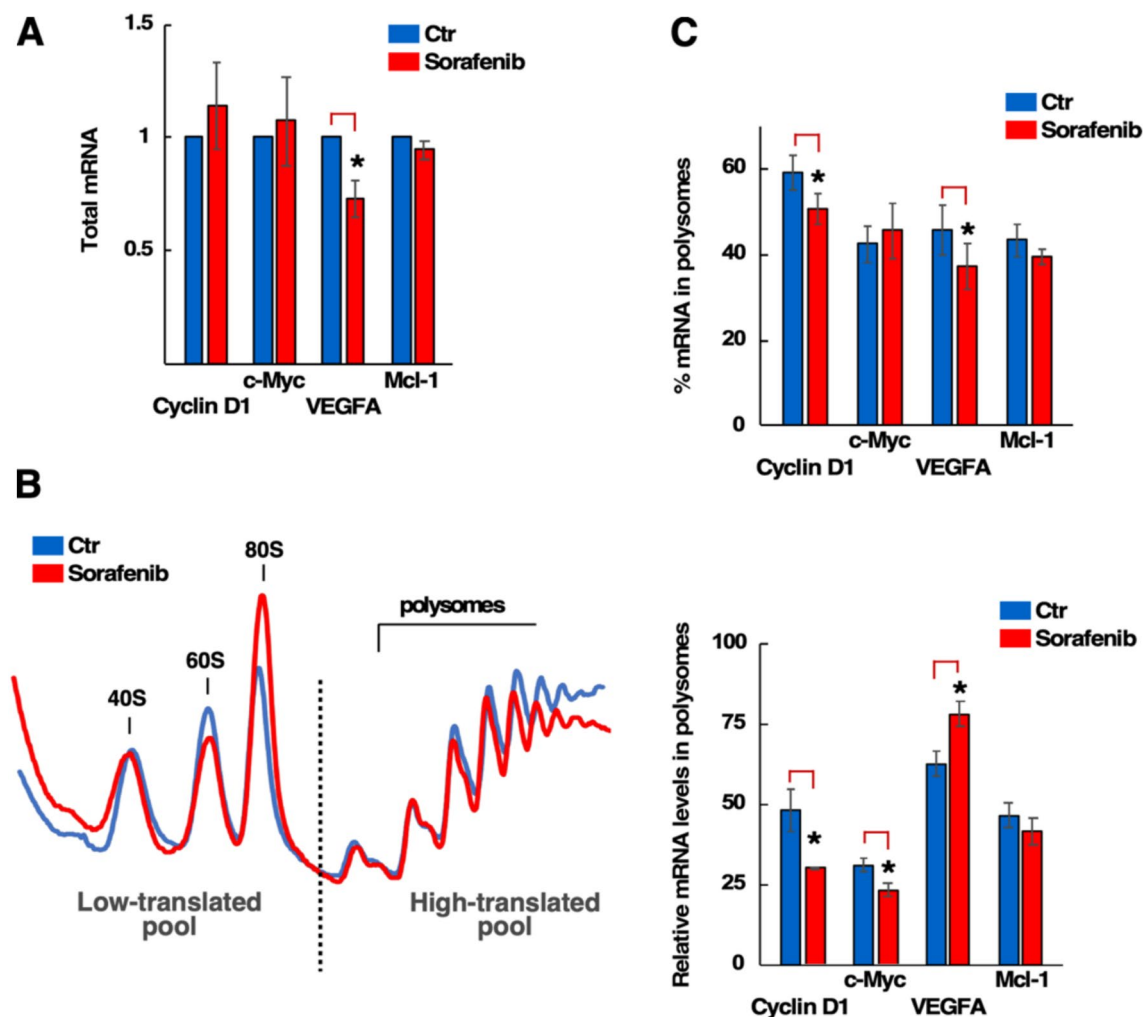 A
Ctr
Sorafenib
Total mRNA
1.5
1
0.5
*
c-Myc
Mcl-1
Cyclin D1
VEGFA
B
Ctr
Sorafenib
40S
60S
80S
polysomes
Low-translated
pool
High-translated
pool
C
Ctr
Sorafenib
% mRNA in polysomes
60
40
20
0
*
*
c-Myc
Mcl-1
Cyclin D1
VEGFA
Ctr
Sorafenib
Relative mRNA levels in polysomes
100
75
50
25
0
*
*
*
c-Myc
Mcl-1
Cyclin D1
VEGFA